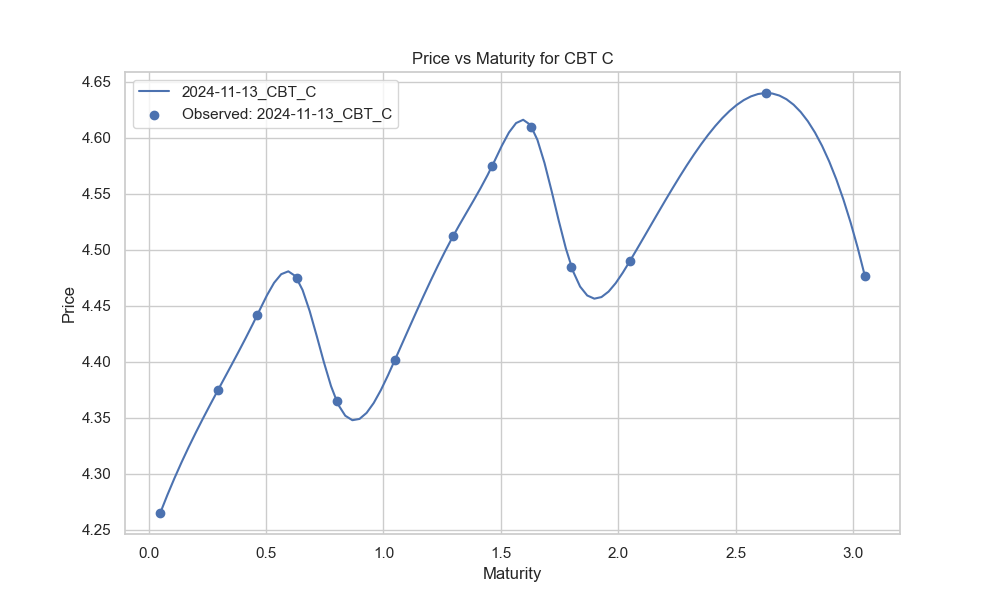 Price vs Maturity for CBT C
2024-11-13_CBT_C
Observed: 2024-11-13_CBT_C
Price
4.65
4.60
4.55
4.50
4.45
4.40
4.35
4.30
4.25
0.0 0.5 1.0 1.5 2.0 2.5 3.0
Maturity